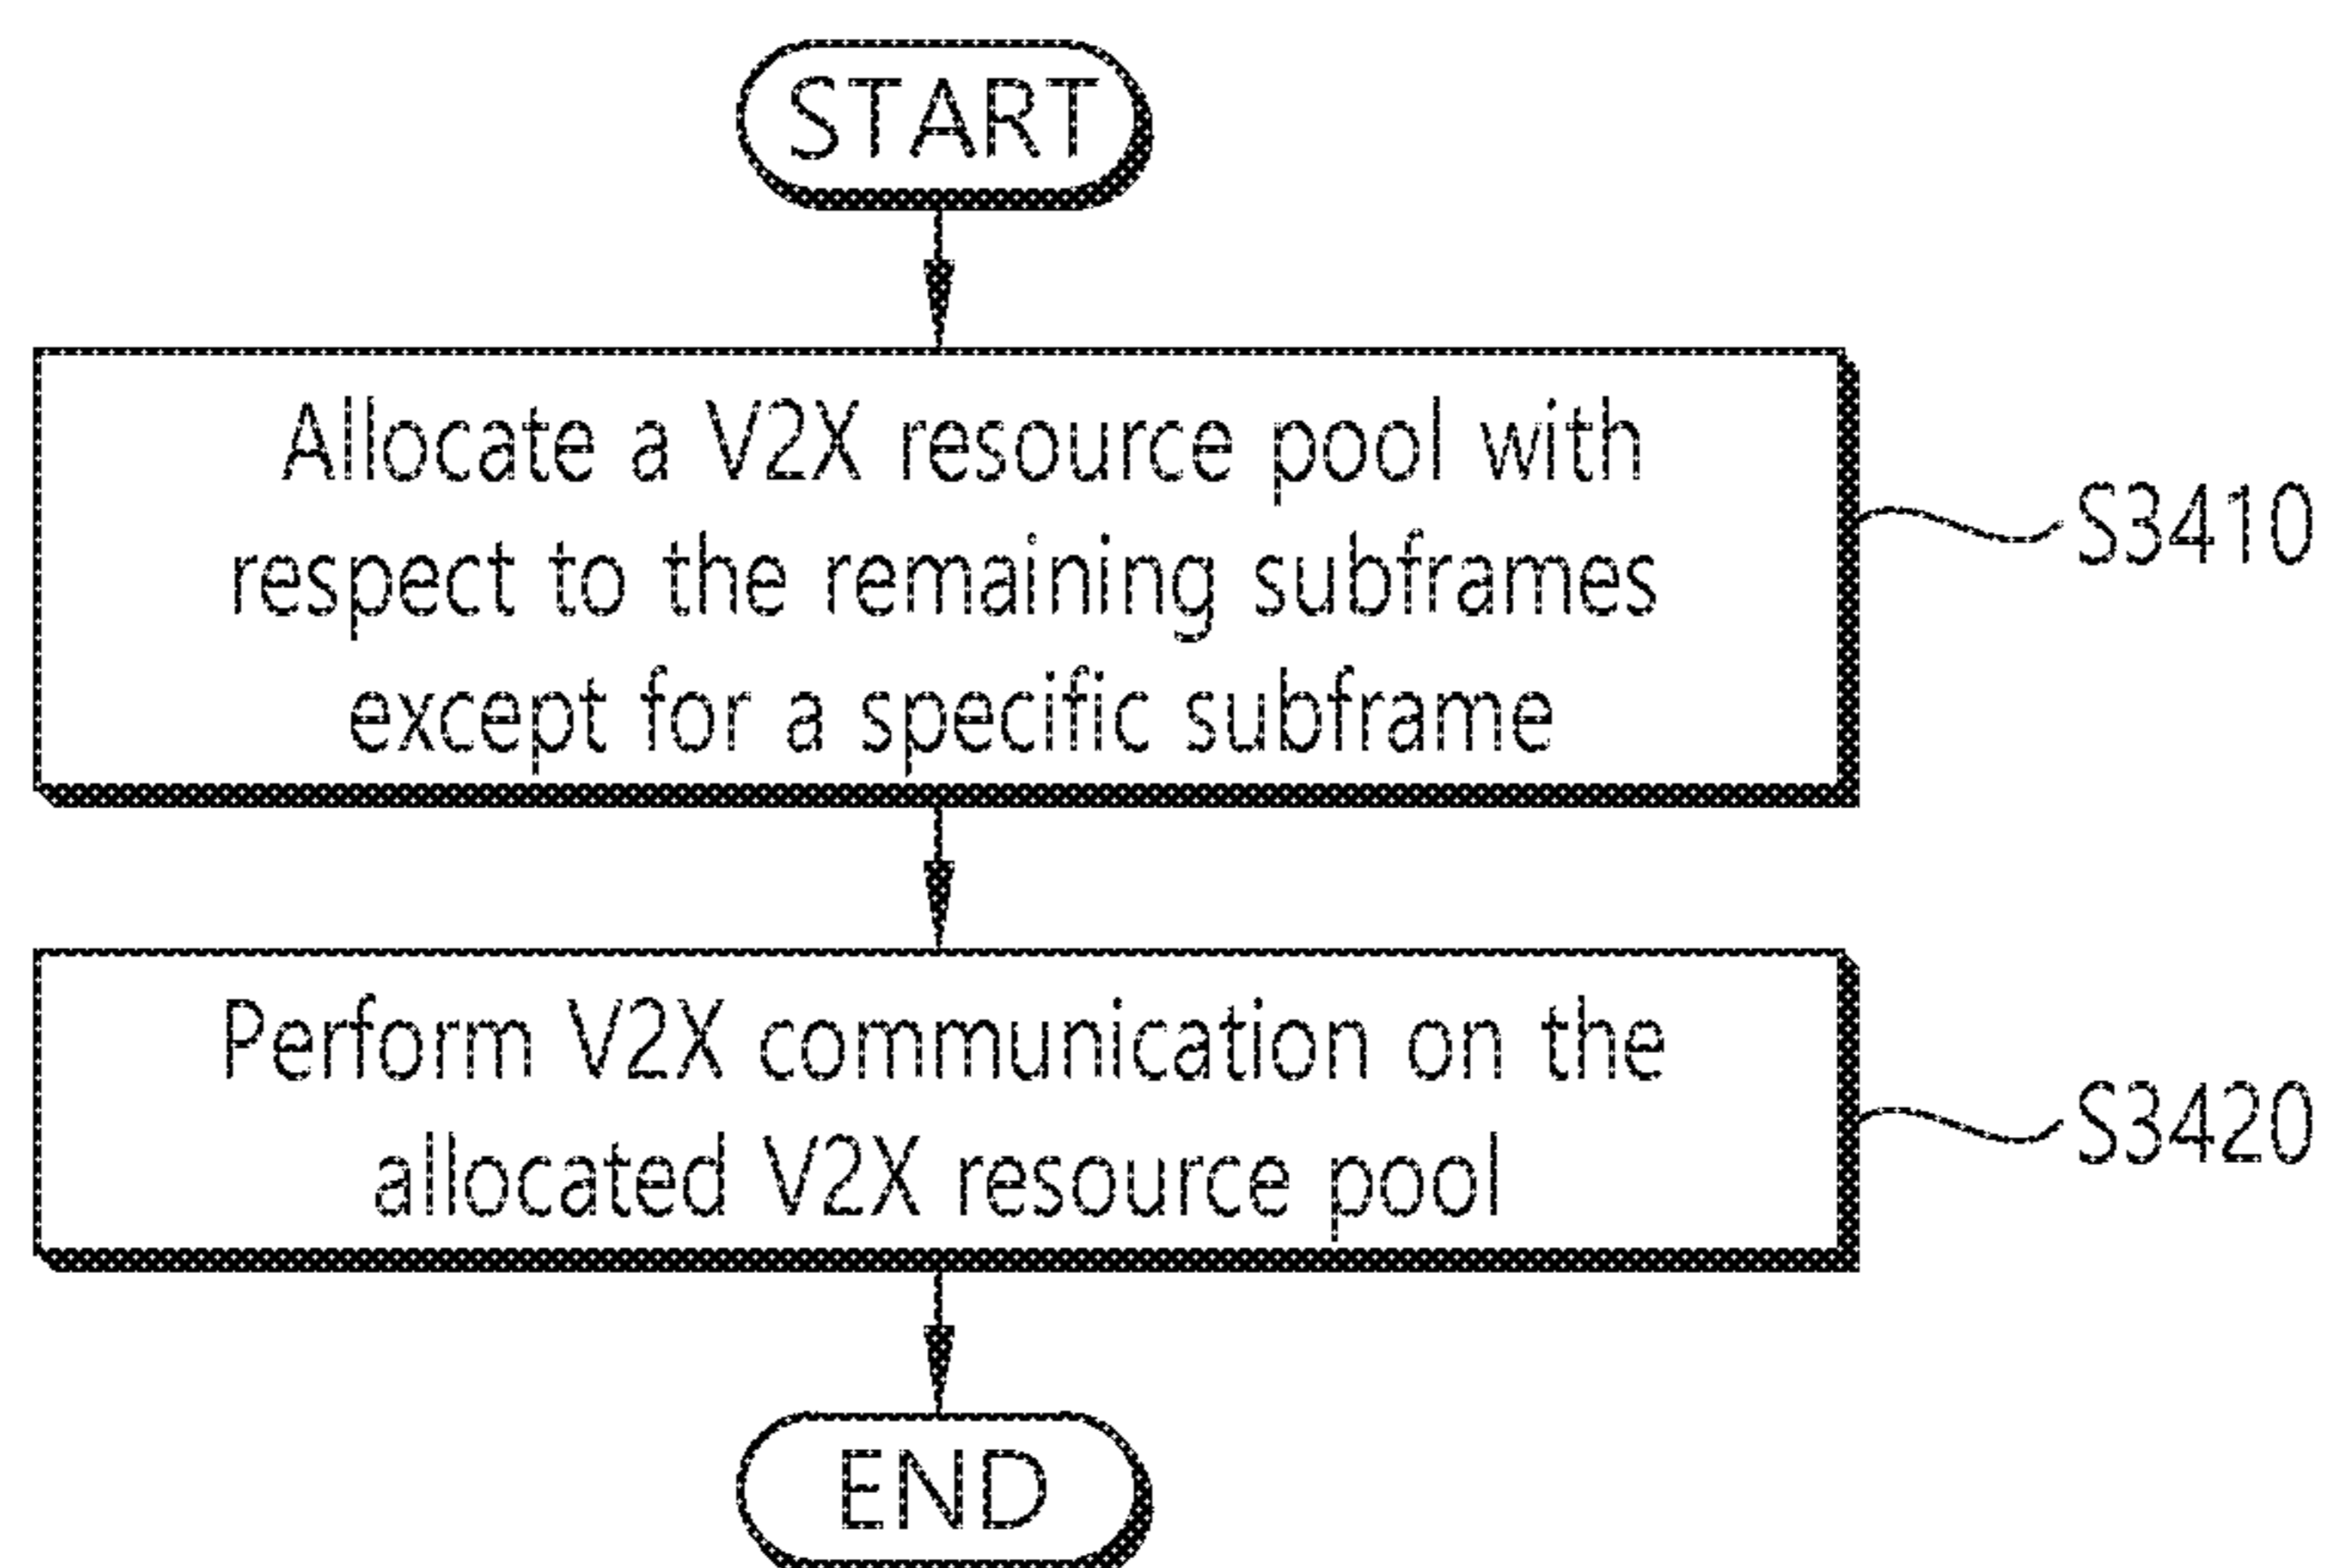 START
Allocate a V2X resource pool with
respect to the remaining subframes
except for a specific subframe
S3410
Perform V2X communication on the
allocated V2X resource pool
S3420
END